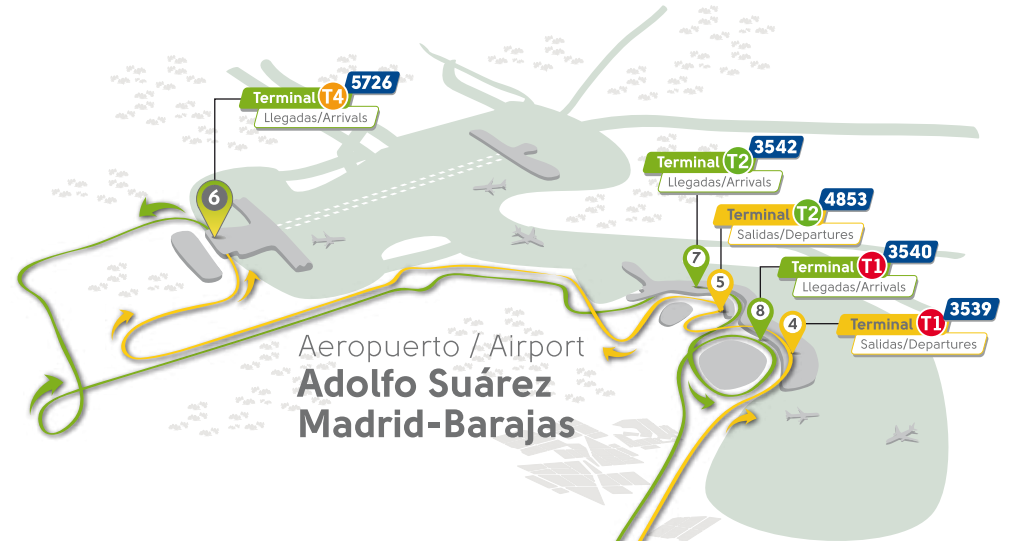 5726
Terminal T4
Llegadas/Arrivals
6
3542
Terminal T2
Llegadas/Arrivals
4853
Terminal T2
Salidas/Departures
3540
Terminal T1
Llegadas/Arrivals
3539
Terminal T1
Salidas/Departures
7
5
8
4
Aeropuerto / Airport
Adolfo Suárez
Madrid-Barajas